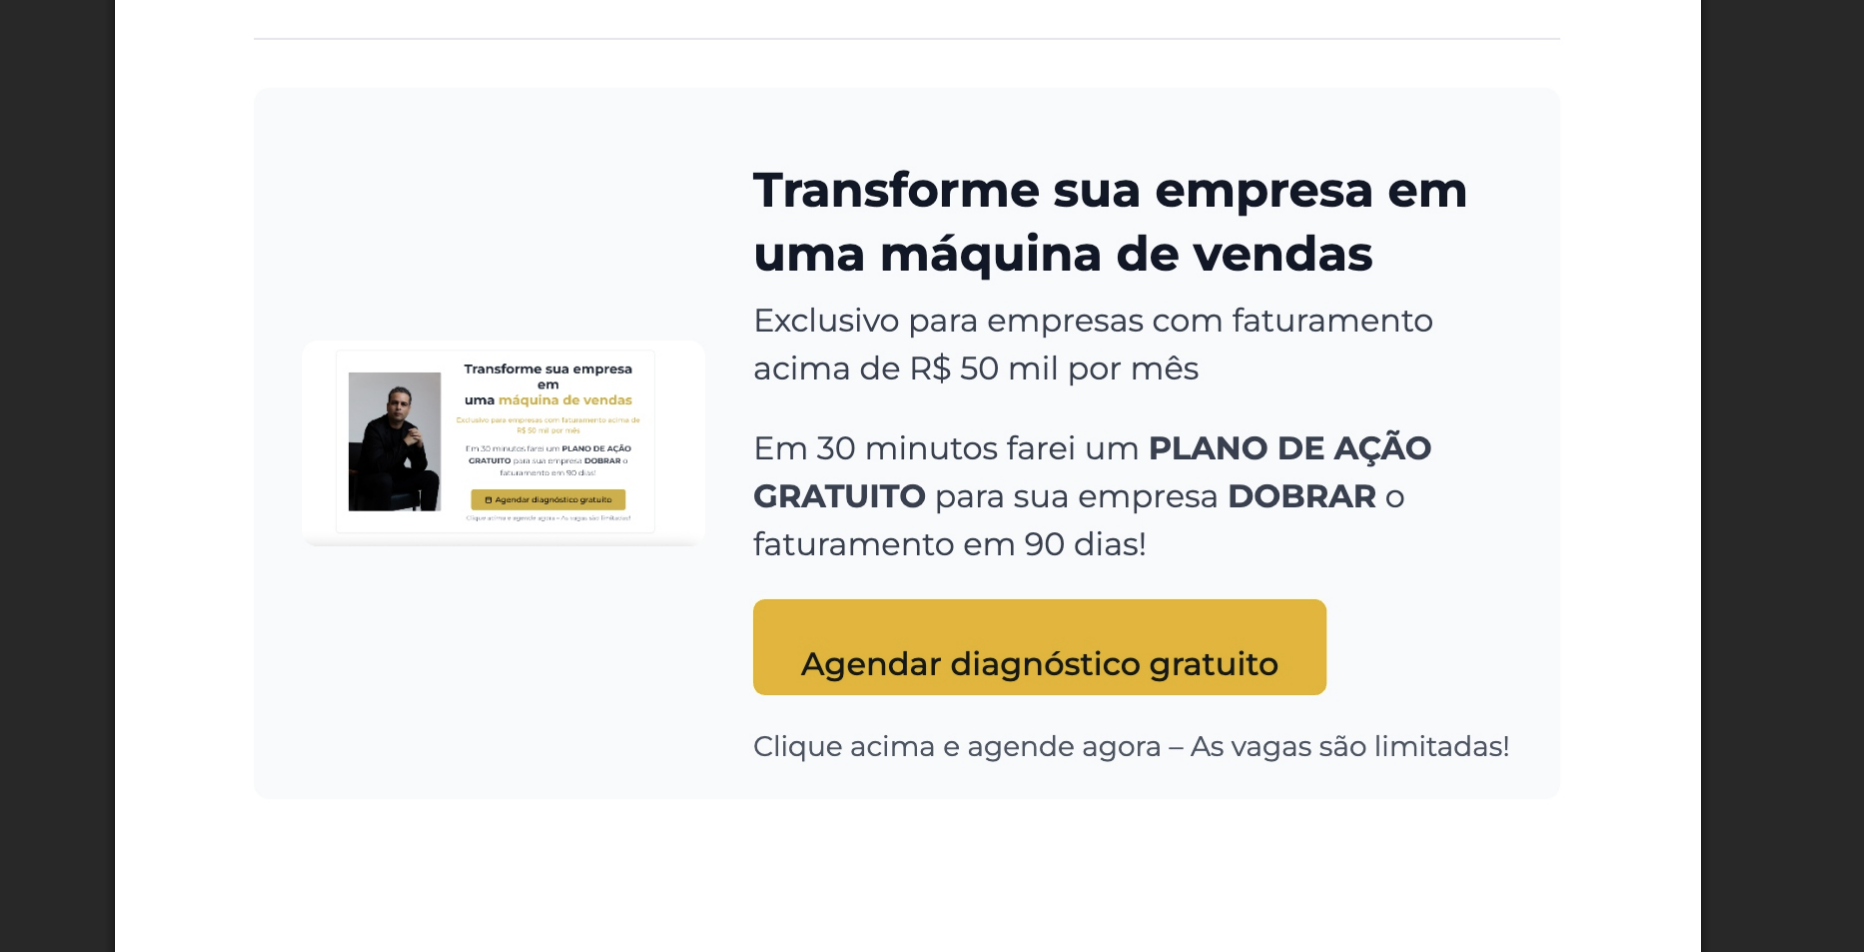 Transforme sua empresa em
uma máquina de vendas
Exclusivo para empresas com faturamento
acima de R$ 50 mil por mês
Em 30 minutos farei um PLANO DE AÇÃO
GRATUITO para sua empresa DOBRAR o
faturamento em 90 dias!
Agendar diagnóstico gratuito
Clique acima e agende agora – As vagas são limitadas!
Transforme sua empresa
em
uma máquina de vendas
Exclusivo para empresas com faturamento acima de
R$ 50 mil por mês
Em 30 minutos farei um PLANO DE AÇÃO
GRATUITO para sua empresa DOBRAR o
faturamento em 90 dias!
Agendar diagnóstico gratuito
Clique acima e agende agora – As vagas são limitadas!